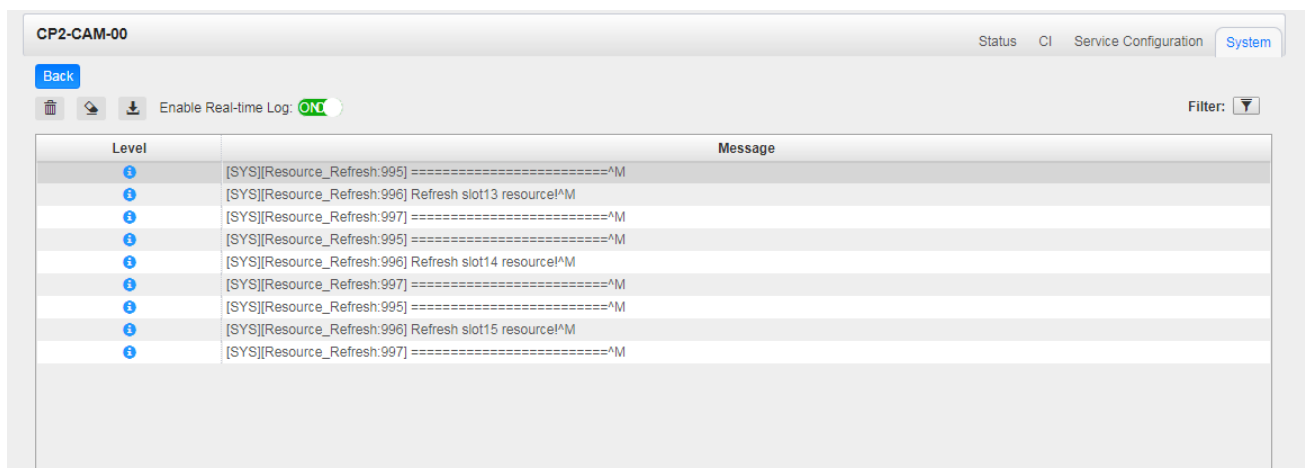 CP2-CAM-00
Status CI Service Configuration System
Back
Enable Real-time Log: ON
Filter:
Level Message
[SYS][Resource_Refresh:995] =========================^M
[SYS][Resource_Refresh:996] Refresh slot13 resource!^M
[SYS][Resource_Refresh:997] =========================^M
[SYS][Resource_Refresh:995] =========================^M
[SYS][Resource_Refresh:996] Refresh slot14 resource!^M
[SYS][Resource_Refresh:997] =========================^M
[SYS][Resource_Refresh:995] =========================^M
[SYS][Resource_Refresh:996] Refresh slot15 resource!^M
[SYS][Resource_Refresh:997] =========================^M